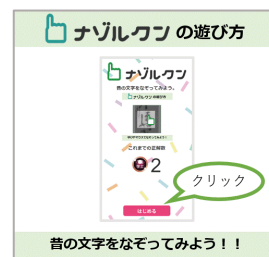 ナゾルクン の遊び方
ナゾルクン
昔の文字をなぞってみよう。
ナゾルクン の遊び方
これまでの正解数
2
クリック
はじめる
昔の文字をなぞってみよう！！